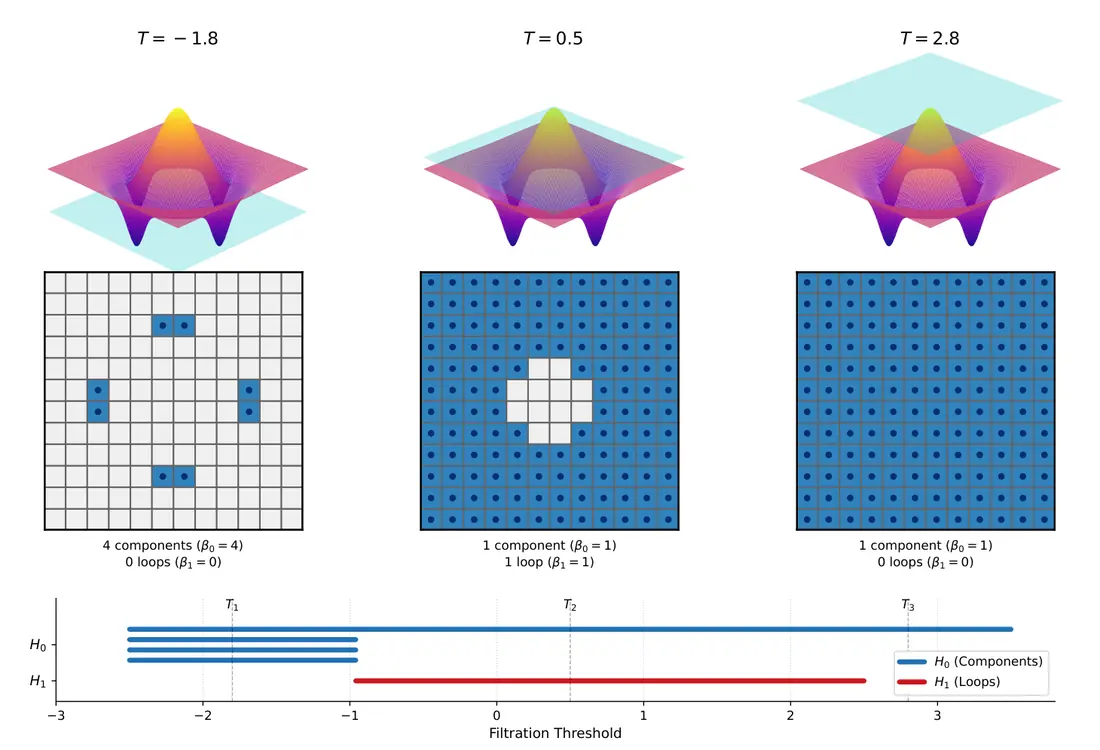 T = −1.8
T = 0.5
T = 2.8
4 components (β₀ = 4)
0 loops (β₁ = 0)
1 component (β₀ = 1)
1 loop (β₁ = 1)
1 component (β₀ = 1)
0 loops (β₁ = 0)
T₁
T₂
T₃
H₀
H₁
H₀ (Components)
H₁ (Loops)
−3 −2 −1 0 1 2 3
Filtration Threshold